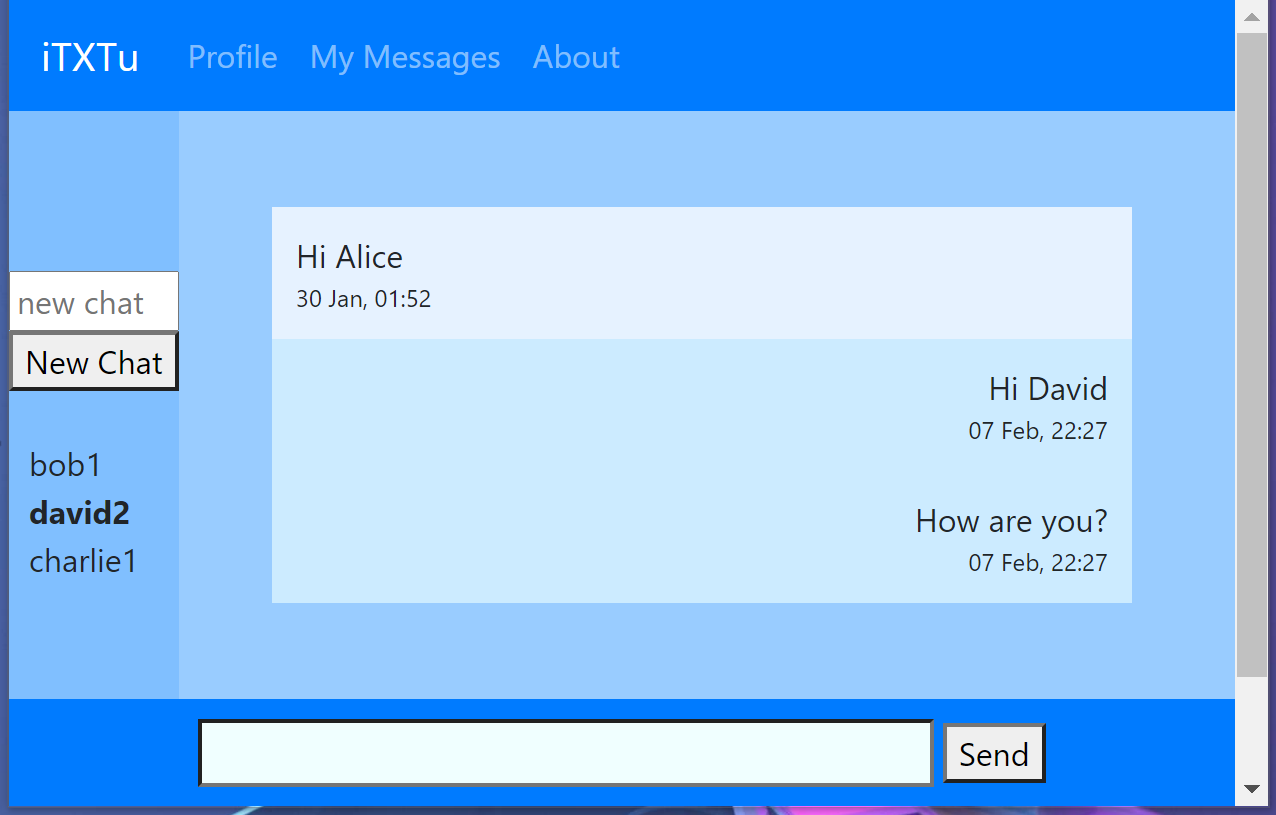 iTXTu Profile My Messages About
new chat
New Chat
bob1
david2
charlie1
Hi Alice
30 Jan, 01:52
Hi David
07 Feb, 22:27
How are you?
07 Feb, 22:27
Send